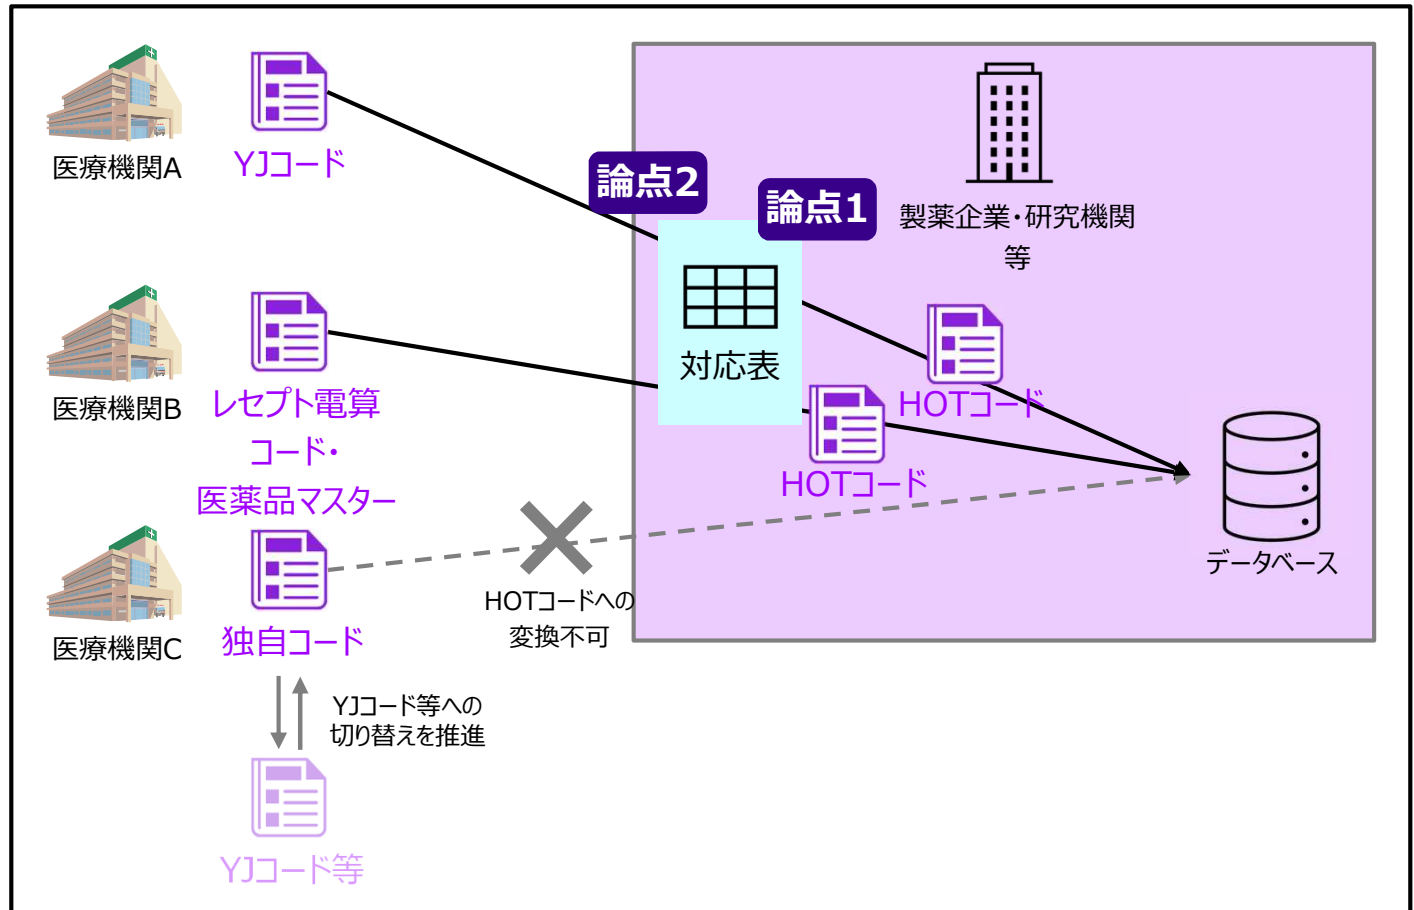 医療機関A
YJコード
論点2
論点1
製薬企業・研究機関
等
医療機関B
レセプト電算
コード・
医薬品マスター
対応表
HOTコード
HOTコード
データベース
医療機関C
独自コード
HOTコードへの
変換不可
YJコード等への
切り替えを推進
YJコード等